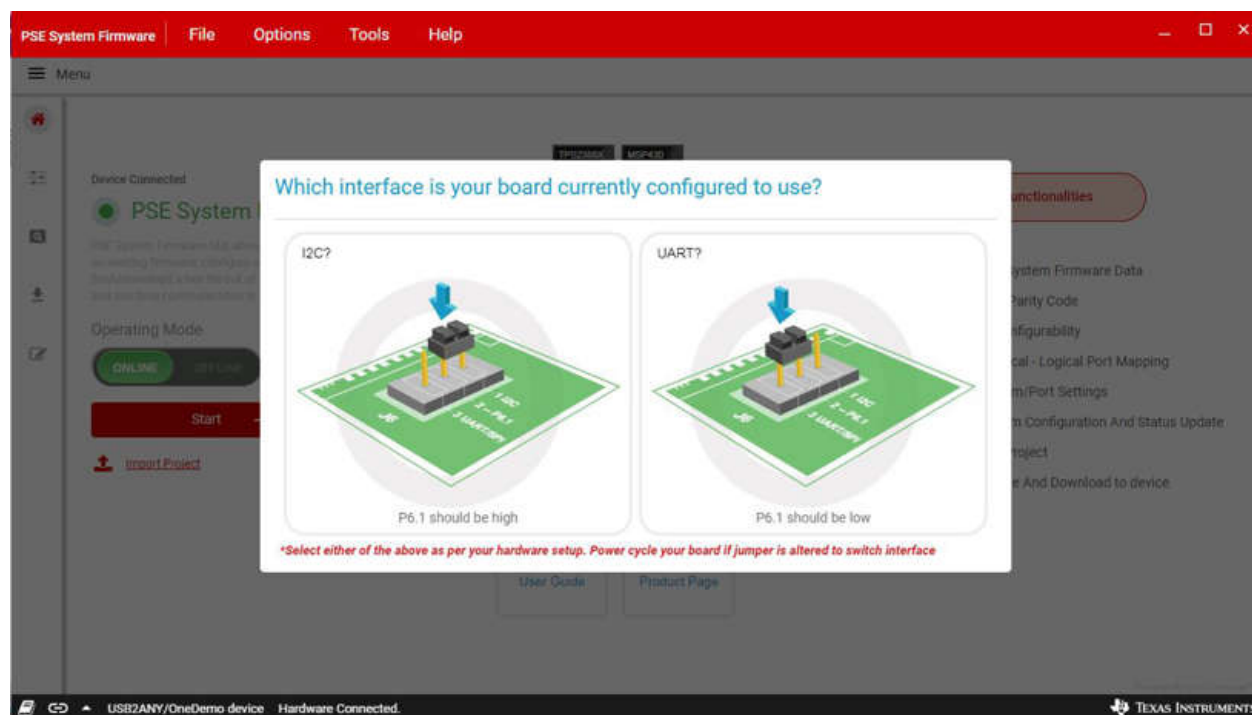 PSE System Firmware File Options Tools Help
Menu
TPS2388X MSP430
Device Connected
PSE System
Operating Mode
ONLINE OFFLINE
Start
Import Project
Which interface is your board currently configured to use?
I2C?
J6
1 I2C
2 – P6.1
3 UART/SPI
P6.1 should be high
UART?
J6
1 I2C
2 – P6.1
3 UART/SPI
P6.1 should be low
*Select either of the above as per your hardware setup. Power cycle your board if jumper is altered to switch interface
unctionalities
ystem Firmware Data
Parity Code
nfigurability
cal - Logical Port Mapping
m/Port Settings
n Configuration And Status Update
roject
e And Download to device
User Guide Product Page
USB2ANY/OneDemo device Hardware Connected.
TEXAS INSTRUMENTS